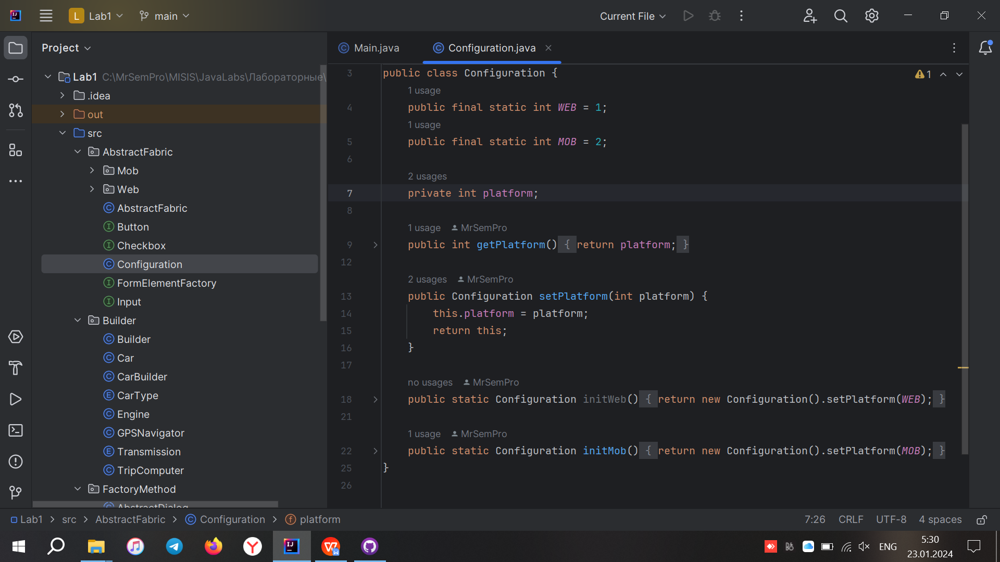 L Lab1 main Current File
Project
Main.java Configuration.java
Lab1 C:\MrSemPro\MISIS\JavaLabs\Лабораторные\
.idea
out
src
AbstractFabric
Mob
Web
AbstractFabric
Button
Checkbox
Configuration
FormElementFactory
Input
Builder
Builder
Car
CarBuilder
CarType
Engine
GPSNavigator
Transmission
TripComputer
FactoryMethod
AbstractDialog
3 public class Configuration {
1 usage
4 public final static int WEB = 1;
1 usage
5 public final static int MOB = 2;
6
2 usages
7 private int platform;
8
1 usage MrSemPro
9 public int getPlatform() { return platform; }
12
2 usages MrSemPro
13 public Configuration setPlatform(int platform) {
14 this.platform = platform;
15 return this;
16 }
17
no usages MrSemPro
18 public static Configuration initWeb() { return new Configuration().setPlatform(WEB); }
21
1 usage MrSemPro
22 public static Configuration initMob() { return new Configuration().setPlatform(MOB); }
25 }
26
1
Lab1 src AbstractFabric Configuration platform
7:26 CRLF UTF-8 4 spaces
ENG
5:30
23.01.2024